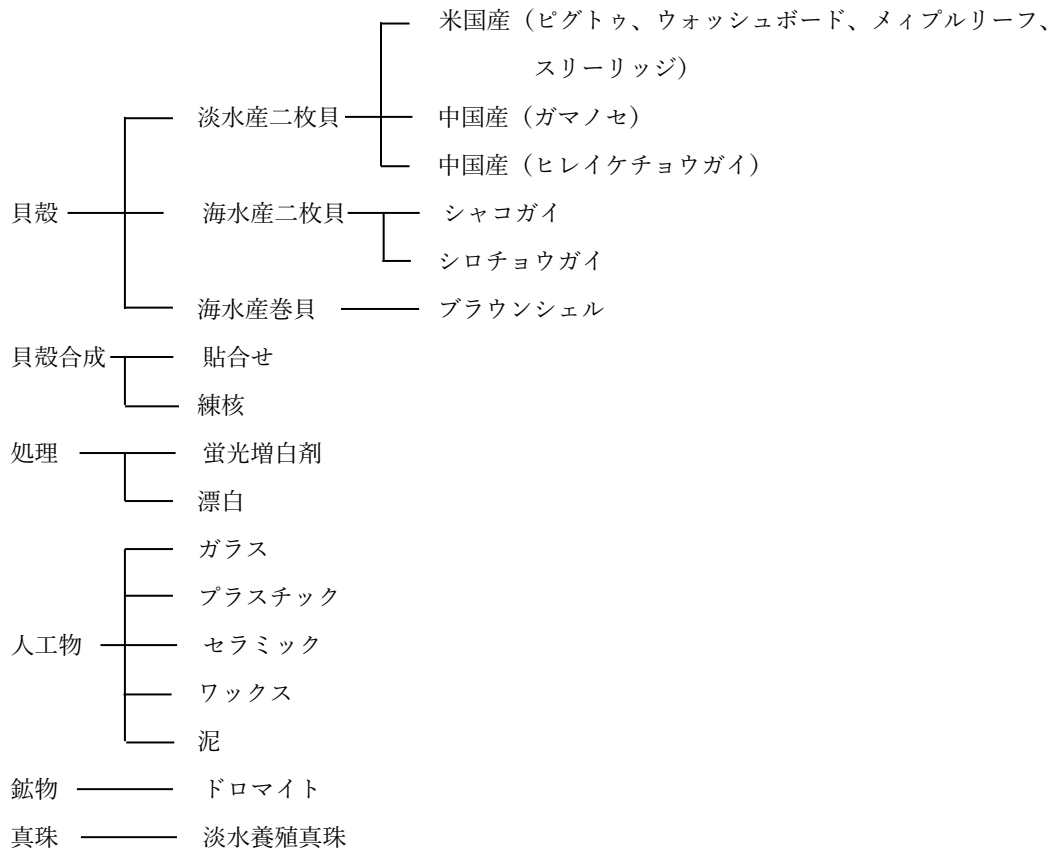 米国産（ピグトゥ、ウォッシュボード、メィプルリーフ、
スリーリッジ）
淡水産二枚貝
中国産（ガマノセ）
中国産（ヒレイケチョウガイ）
貝殻
海水産二枚貝
シャコガイ
シロチョウガイ
海水産巻貝
ブラウンシェル
貝殻合成
貼合せ
練核
処理
蛍光増白剤
漂白
ガラス
プラスチック
人工物
セラミック
ワックス
泥
鉱物
ドロマイト
真珠
淡水養殖真珠